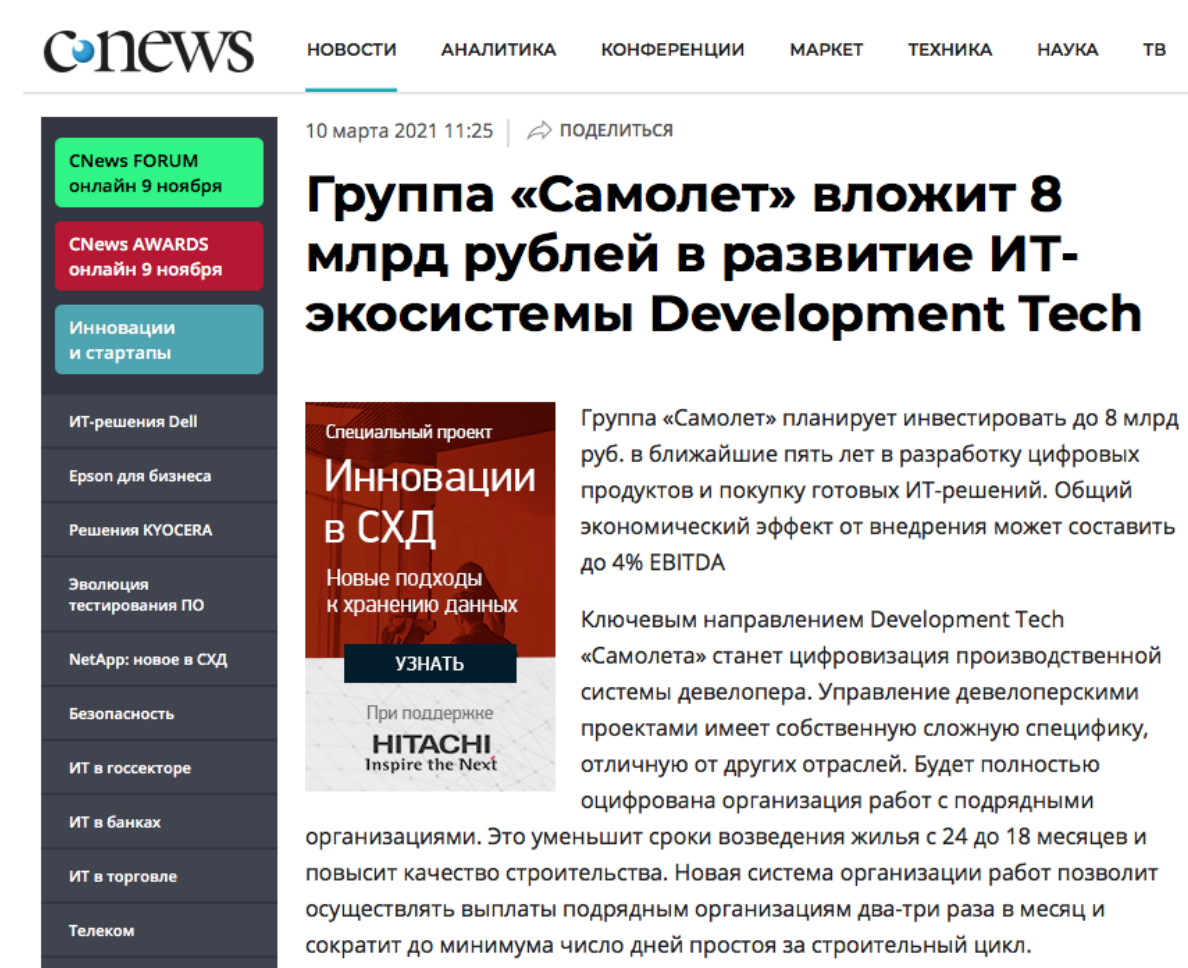 cnews
НОВОСТИ АНАЛИТИКА КОНФЕРЕНЦИИ МАРКЕТ ТЕХНИКА НАУКА ТВ
CNews FORUM
онлайн 9 ноября
CNews AWARDS
онлайн 9 ноября
Инновации
и стартапы
ИТ-решения Dell
Epson для бизнеса
Решения KYOCERA
Эволюция
тестирования ПО
NetApp: новое в СХД
Безопасность
ИТ в госсекторе
ИТ в банках
ИТ в торговле
Телеком
10 марта 2021 11:25 ПОДЕЛИТЬСЯ
Группа «Самолет» вложит 8
млрд рублей в развитие ИТ-
экосистемы Development Tech
Специальный проект
Инновации
в СХД
Новые подходы
к хранению данных
УЗНАТЬ
При поддержке
HITACHI
Inspire the Next
Группа «Самолет» планирует инвестировать до 8 млрд
руб. в ближайшие пять лет в разработку цифровых
продуктов и покупку готовых ИТ-решений. Общий
экономический эффект от внедрения может составить
до 4% EBITDA
Ключевым направлением Development Tech
«Самолета» станет цифровизация производственной
системы девелопера. Управление девелоперскими
проектами имеет собственную сложную специфику,
отличную от других отраслей. Будет полностью
оцифрована организация работ с подрядными
организациями. Это уменьшит сроки возведения жилья с 24 до 18 месяцев и
повысит качество строительства. Новая система организации работ позволит
осуществлять выплаты подрядным организациям два-три раза в месяц и
сократит до минимума число дней простоя за строительный цикл.